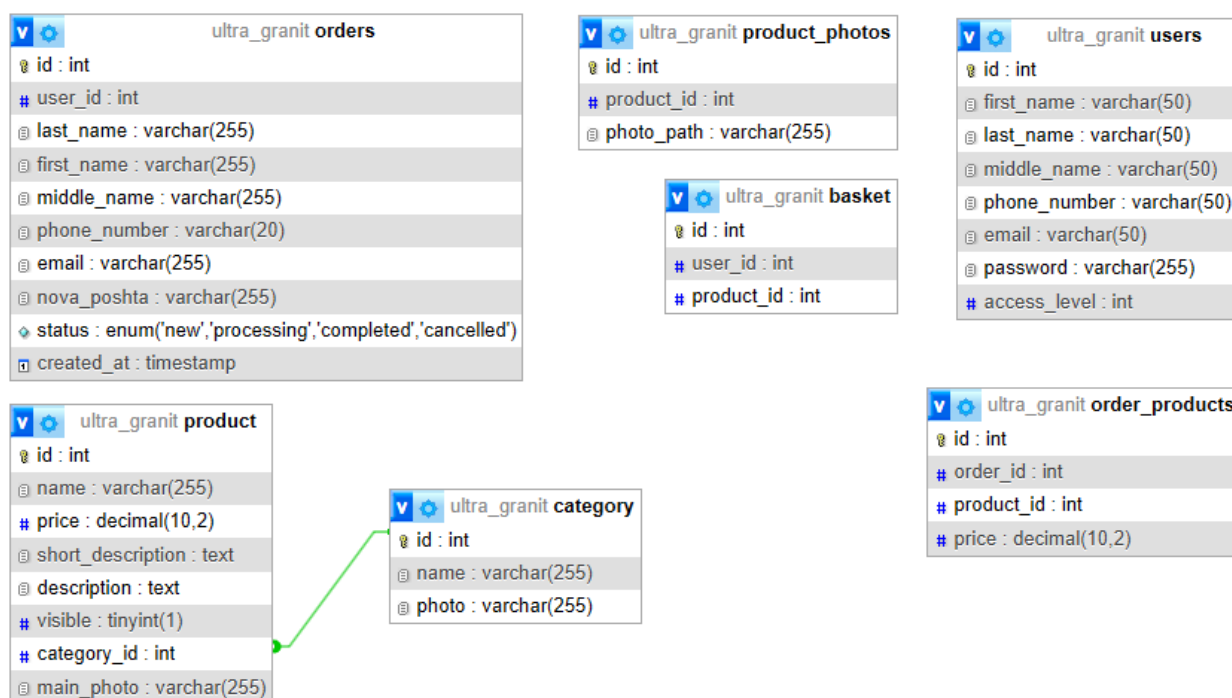 ultra_granit orders
id : int
user_id : int
last_name : varchar(255)
first_name : varchar(255)
middle_name : varchar(255)
phone_number : varchar(20)
email : varchar(255)
nova_poshta : varchar(255)
status : enum('new','processing','completed','cancelled')
created_at : timestamp
ultra_granit product_photos
id : int
product_id : int
photo_path : varchar(255)
ultra_granit basket
id : int
user_id : int
product_id : int
ultra_granit users
id : int
first_name : varchar(50)
last_name : varchar(50)
middle_name : varchar(50)
phone_number : varchar(50)
email : varchar(50)
password : varchar(255)
access_level : int
ultra_granit product
id : int
name : varchar(255)
price : decimal(10,2)
short_description : text
description : text
visible : tinyint(1)
category_id : int
main_photo : varchar(255)
ultra_granit category
id : int
name : varchar(255)
photo : varchar(255)
ultra_granit order_products
id : int
order_id : int
product_id : int
price : decimal(10,2)